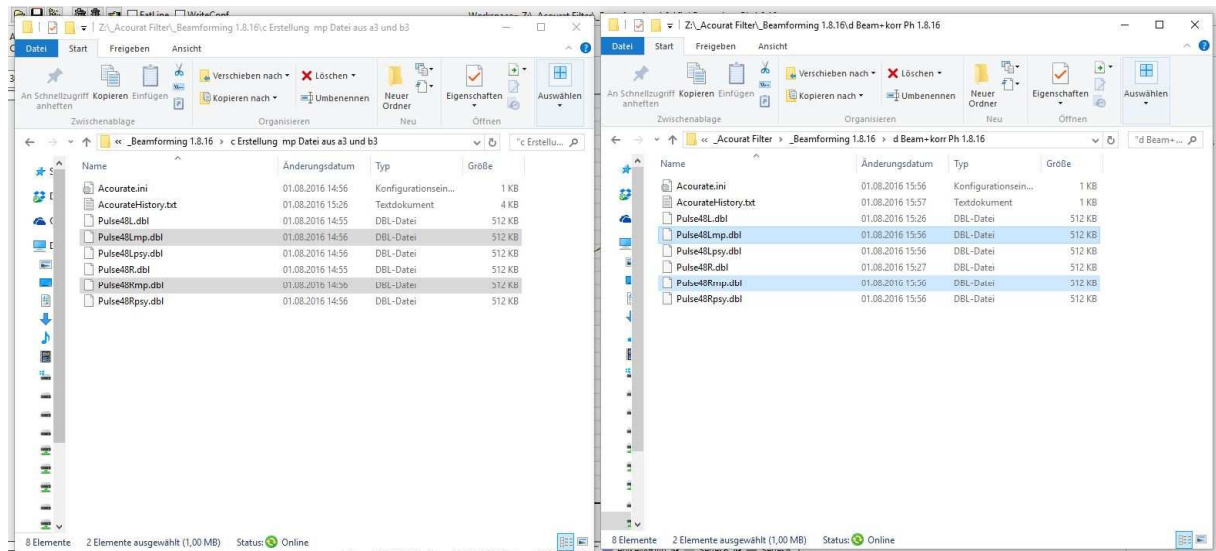 FatLine WriteConf
Z:\_Acourat Filter\_Beamforming 1.8.16\c Erstellung mp Datei aus a3 und b3
Datei Start Freigeben Ansicht
An Schnellzugriff anheften
Kopieren
Einfügen
Verschieben nach
Kopieren nach
Löschen
Umbenennen
Neuer Ordner
Eigenschaften
Auswählen
Zwischenablage Organisieren Neu Öffnen
« _Beamforming 1.8.16 > c Erstellung mp Datei aus a3 und b3
"c Erstellu...
Name Änderungsdatum Typ Größe
Acourate.ini 01.08.2016 14:56 Konfigurationsein... 1 KB
AcourateHistory.txt 01.08.2016 15:26 Textdokument 4 KB
Pulse48L.dbl 01.08.2016 14:55 DBL-Datei 512 KB
Pulse48Lmp.dbl 01.08.2016 14:56 DBL-Datei 512 KB
Pulse48Lpsy.dbl 01.08.2016 14:56 DBL-Datei 512 KB
Pulse48R.dbl 01.08.2016 14:55 DBL-Datei 512 KB
Pulse48Rmp.dbl 01.08.2016 14:56 DBL-Datei 512 KB
Pulse48Rpsy.dbl 01.08.2016 14:56 DBL-Datei 512 KB
8 Elemente 2 Elemente ausgewählt (1,00 MB) Status: Online
Z:\_Acourat Filter\_Beamforming 1.8.16\d Beam+korr Ph 1.8.16
Datei Start Freigeben Ansicht
An Schnellzugriff anheften
Kopieren
Einfügen
Verschieben nach
Kopieren nach
Löschen
Umbenennen
Neuer Ordner
Eigenschaften
Auswählen
Zwischenablage Organisieren Neu Öffnen
« _Acourat Filter > _Beamforming 1.8.16 > d Beam+korr Ph 1.8.16
"d Beam+...
Name Änderungsdatum Typ Größe
Acourate.ini 01.08.2016 15:56 Konfigurationsein... 1 KB
AcourateHistory.txt 01.08.2016 15:57 Textdokument 1 KB
Pulse48L.dbl 01.08.2016 15:26 DBL-Datei 512 KB
Pulse48Lmp.dbl 01.08.2016 15:56 DBL-Datei 512 KB
Pulse48Lpsy.dbl 01.08.2016 15:56 DBL-Datei 512 KB
Pulse48R.dbl 01.08.2016 15:27 DBL-Datei 512 KB
Pulse48Rmp.dbl 01.08.2016 15:56 DBL-Datei 512 KB
Pulse48Rpsy.dbl 01.08.2016 15:56 DBL-Datei 512 KB
8 Elemente 2 Elemente ausgewählt (1,00 MB) Status: Online